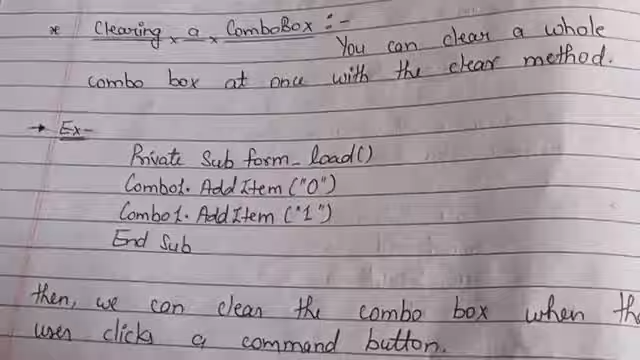 * Clearing a ComboBox :-
You can clear a whole
combo box at once with the clear method.
→ Ex-
Private Sub form_load()
Combo1. AddItem ("0")
Combo1. AddItem ("1")
End Sub
then, we can clear the combo box when the
user clicks a command button.